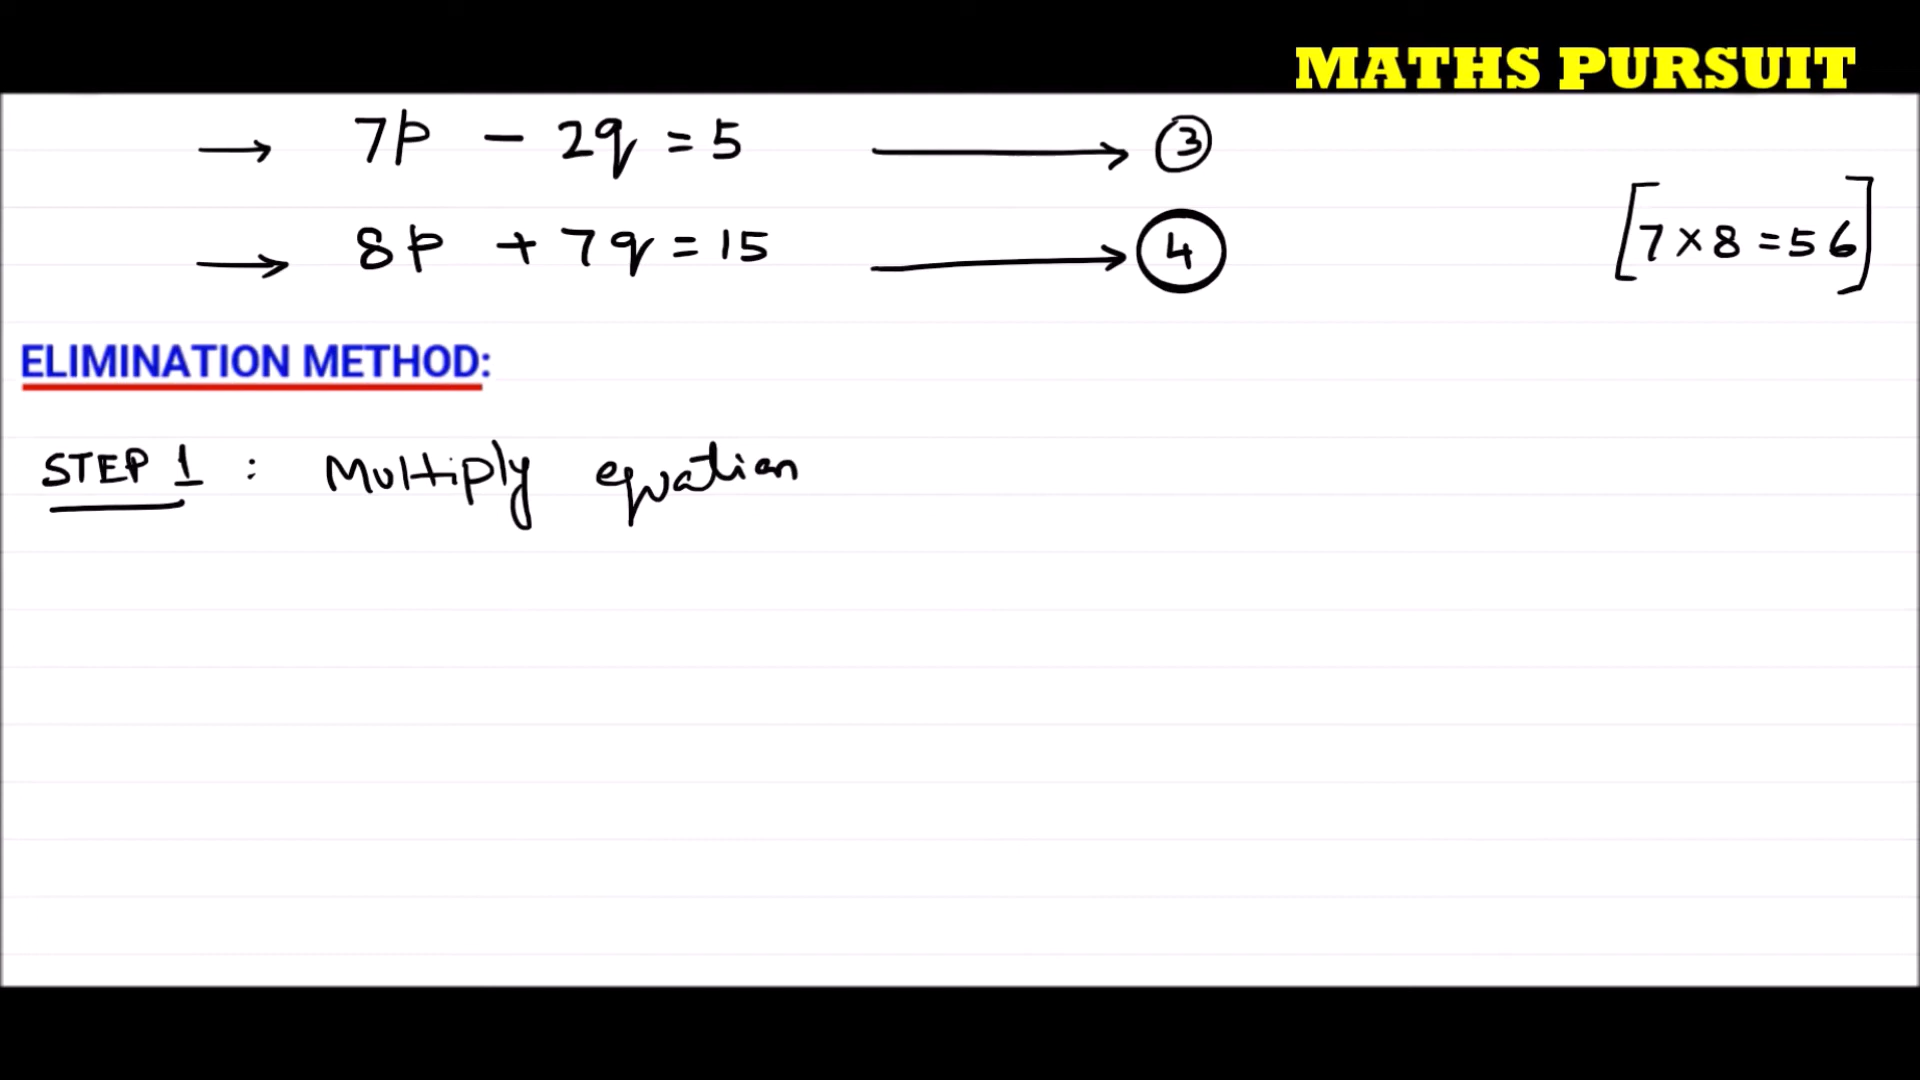 MATHS PURSUIT
→ 7p - 2q = 5 → ③
→ 8p + 7q = 15 → ④
[7×8=56]
ELIMINATION METHOD:
STEP 1 : Multiply equation